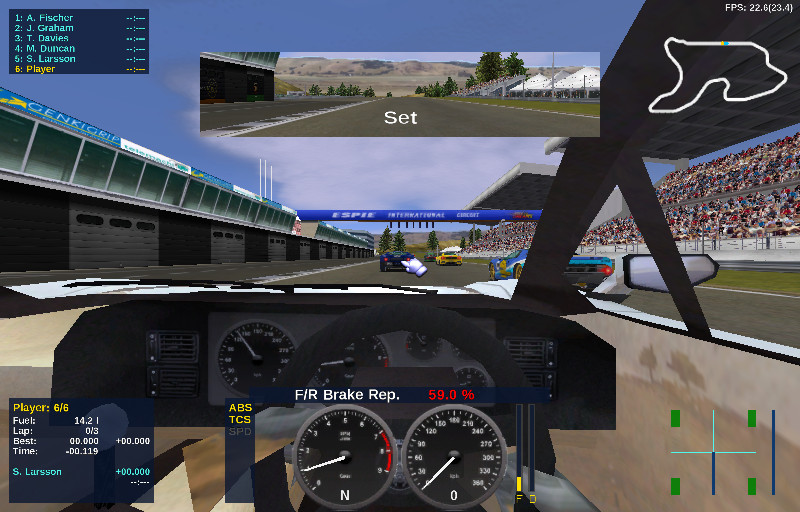 FPS: 22.6(23.4)
1: A. Fischer --:---
2: J. Graham --:---
3: T. Davies --:---
4: M. Duncan --:---
5: S. Larsson --:---
6: Player --:---
Set
ESPIE INTERNATIONAL CIRCUIT
F/R Brake Rep. 59.0 %
Player: 6/6
Fuel: 14.2 l
Lap: 0/3
Best: 00.000 +00.000
Time: -00.119
S. Larsson +00.000
--:---
ABS
TCS
SPD
N
0